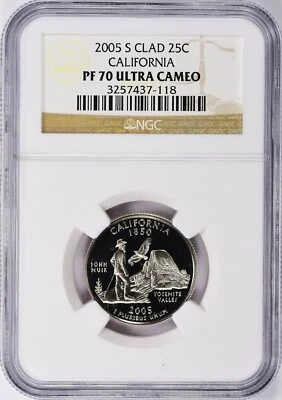 2005 S CLAD 25C
CALIFORNIA
PF 70 ULTRA CAMEO
3257437-118
NGC
CALIFORNIA
1850
JOHN
MUIR
YOSEMITE
VALLEY
2005
E PLURIBUS UNUM